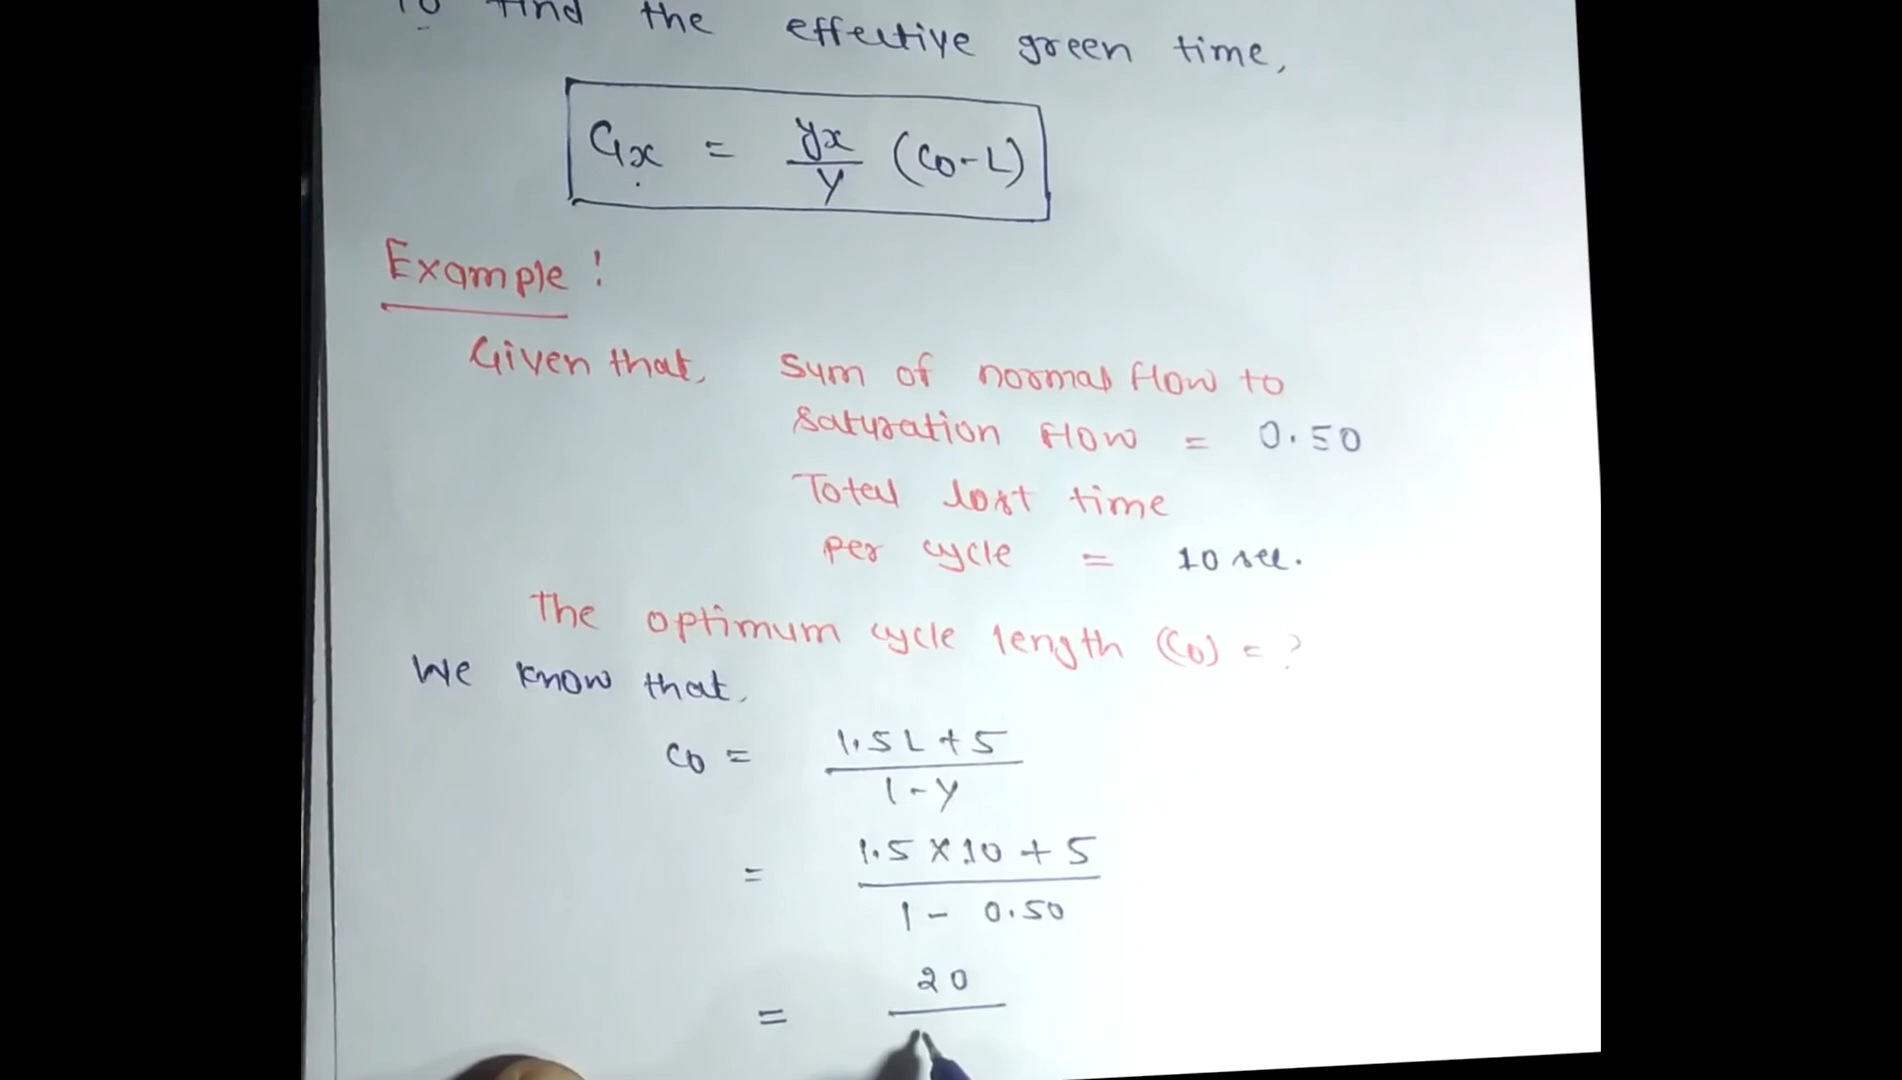 To find the effective green time,
Gx = yx/Y (Co-L)
Example :
Given that, Sum of normal flow to
saturation flow = 0.50
Total lost time
per cycle = 10 sec.
The optimum cycle length (Co) = ?
We know that,
Co = 1.5L+5 / 1-Y
= 1.5 × 10 + 5 / 1 - 0.50
= 20